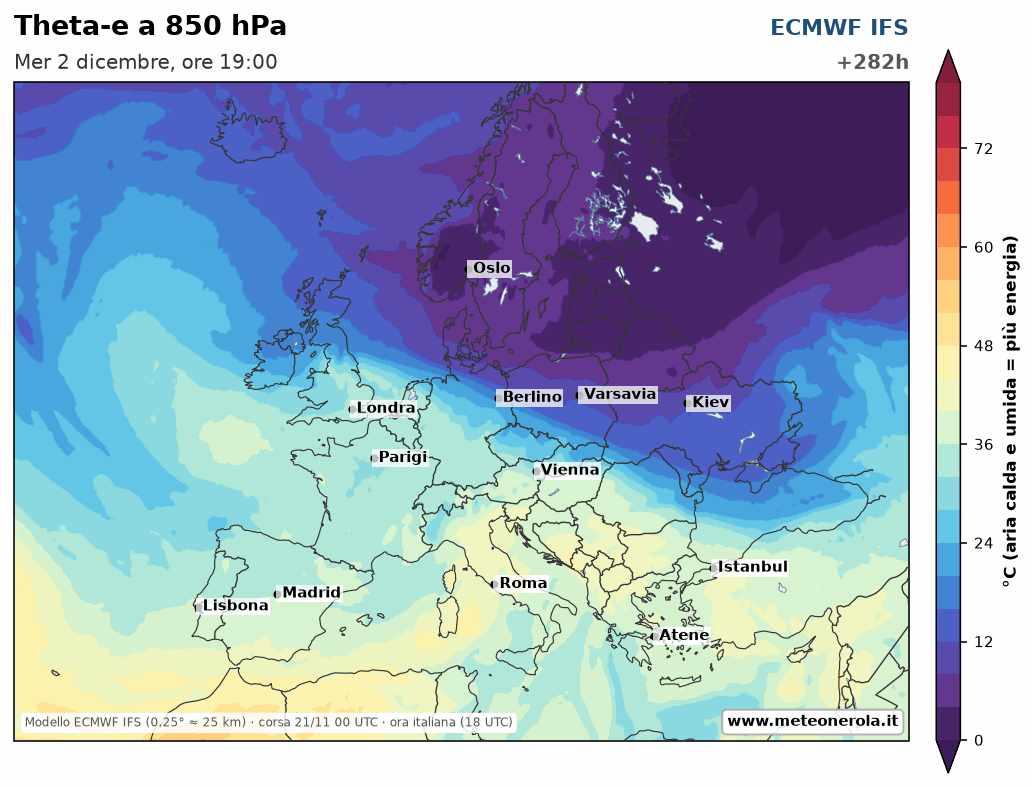 Theta-e a 850 hPa
ECMWF IFS
Mer 2 dicembre, ore 19:00
+282h
72
60
48
36
24
12
0
°C (aria calda e umida = più energia)
Oslo
Berlino
Varsavia
Kiev
Londra
Parigi
Vienna
Istanbul
Roma
Madrid
Lisbona
Atene
Modello ECMWF IFS (0,25° ≈ 25 km) · corsa 21/11 00 UTC · ora italiana (18 UTC)
www.meteonerola.it